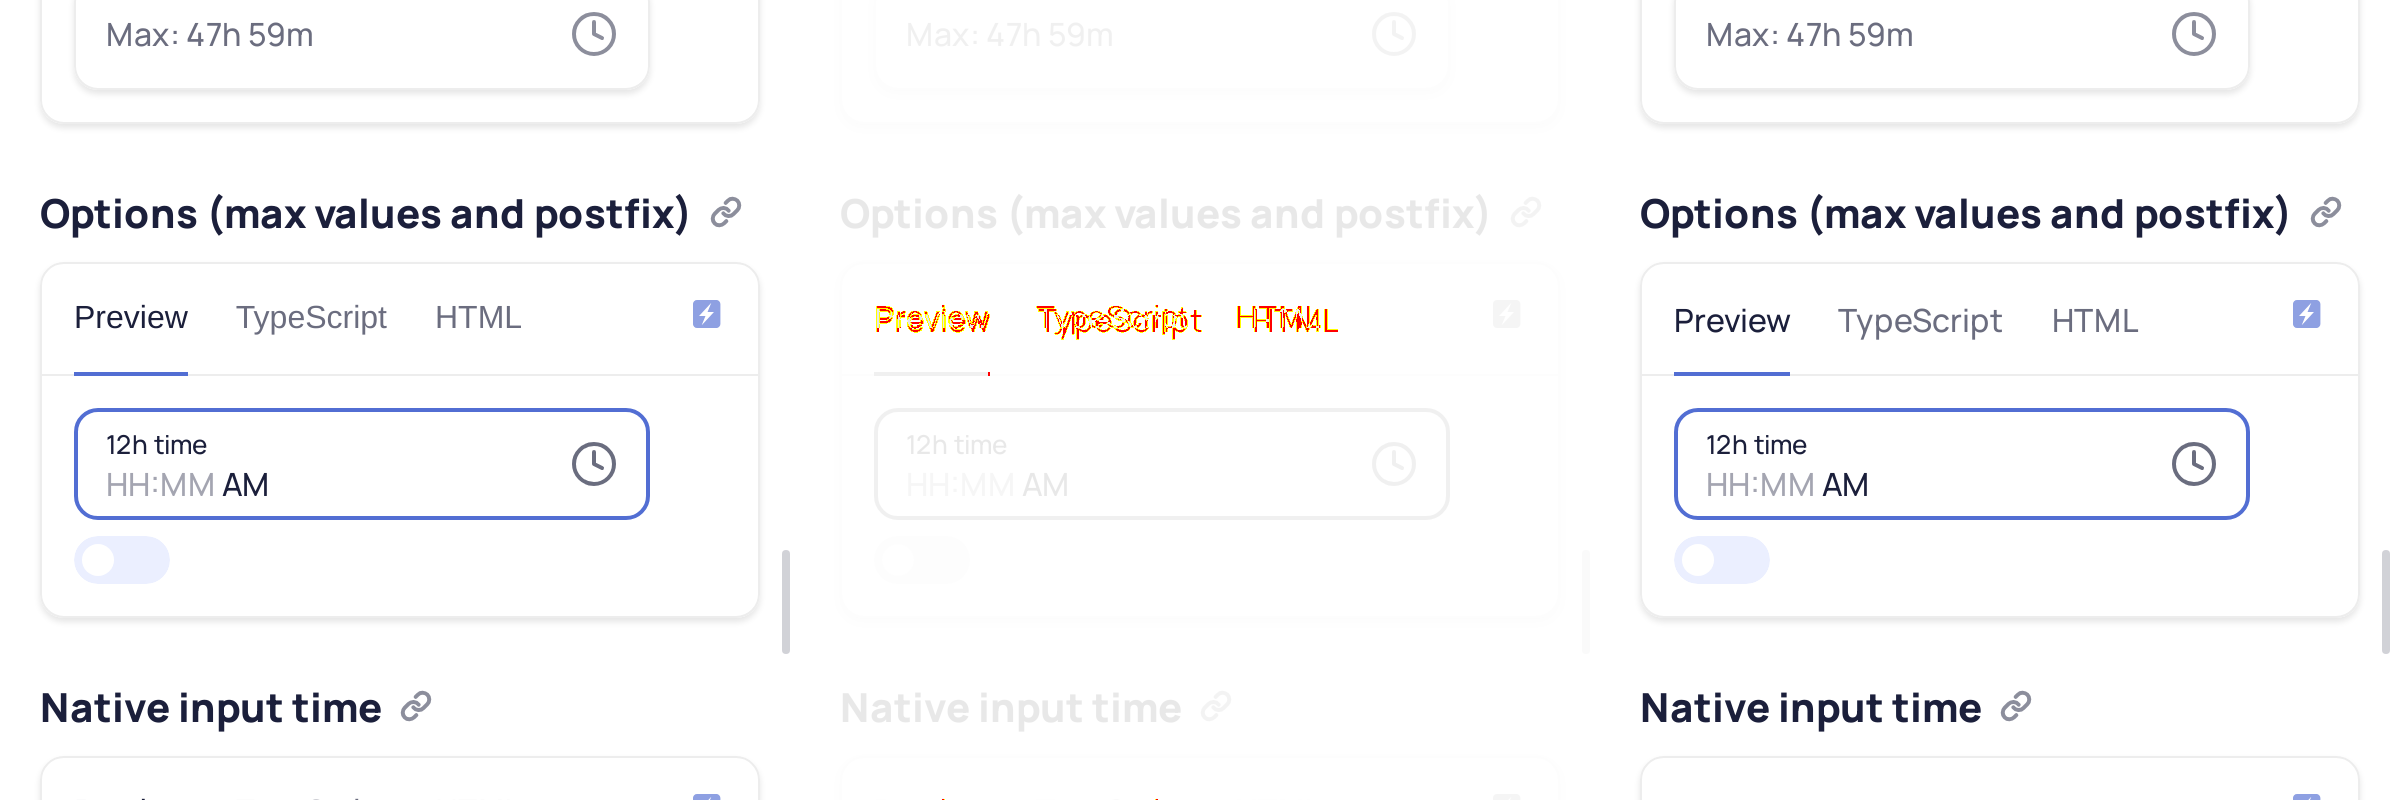 Max: 47h 59m
Max: 47h 59m
Max: 47h 59m
Options (max values and postfix)
Options (max values and postfix)
Options (max values and postfix)
Preview TypeScript HTML
Preview TypeScript HTML
Preview TypeScript HTML
12h time
HH:MM AM
12h time
HH:MM AM
12h time
HH:MM AM
Native input time
Native input time
Native input time